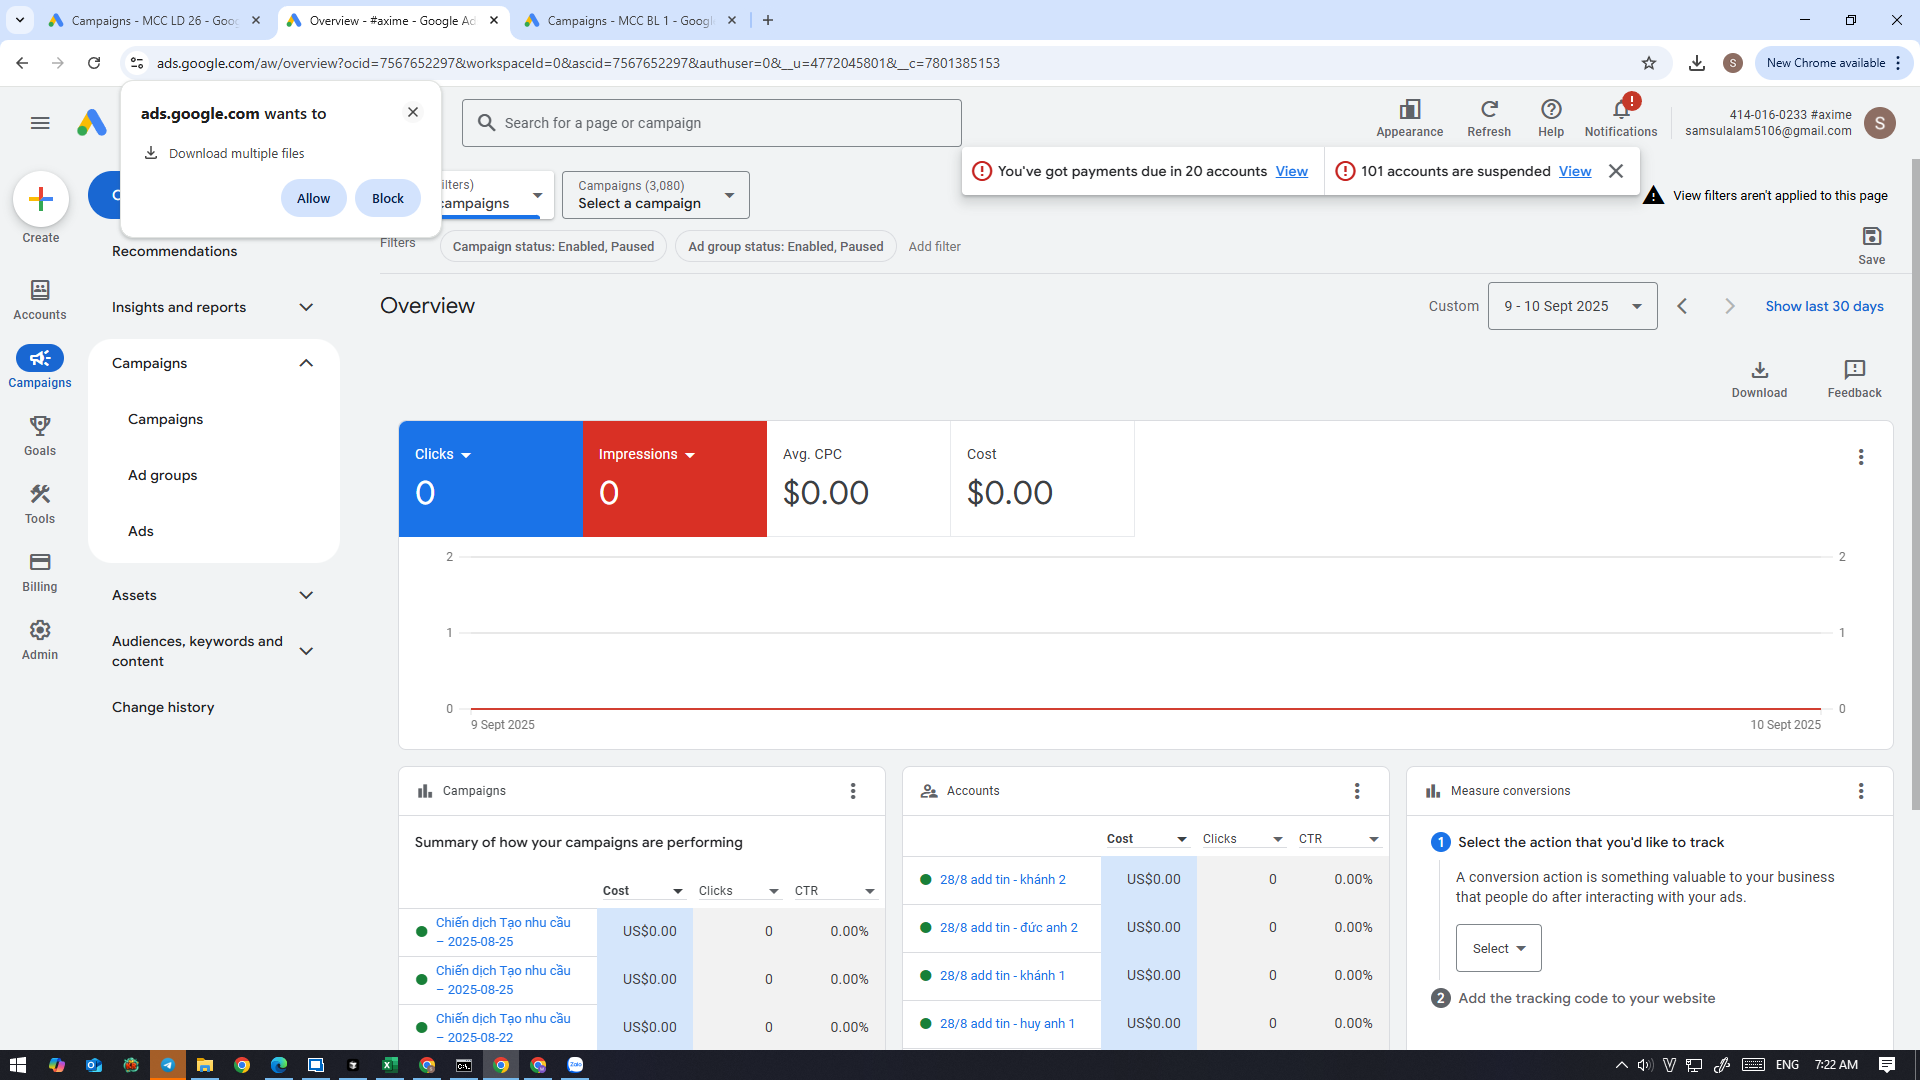 Campaigns - MCC LD 26 - Goog
Overview - #axime - Google Ad
Campaigns - MCC BL 1 - Google
ads.google.com/aw/overview?ocid=7567652297&workspaceId=0&ascid=7567652297&authuser=0&__u=4772045801&__c=7801385153
S
New Chrome available
ads.google.com wants to
Download multiple files
Allow
Block
Search for a page or campaign
Appearance
Refresh
Help
Notifications
414-016-0233 #axime
samsulalam5106@gmail.com
S
You've got payments due in 20 accounts
View
101 accounts are suspended
View
View filters aren't applied to this page
Create
Accounts
Campaigns
Goals
Tools
Billing
Admin
ilters)
campaigns
Campaigns (3,080)
Select a campaign
Filters
Campaign status: Enabled, Paused
Ad group status: Enabled, Paused
Add filter
Save
Recommendations
Insights and reports
Campaigns
Campaigns
Ad groups
Ads
Assets
Audiences, keywords and
content
Change history
Overview
Custom
9 - 10 Sept 2025
Show last 30 days
Download
Feedback
Clicks
0
Impressions
0
Avg. CPC
$0.00
Cost
$0.00
2
2
1
1
0
0
9 Sept 2025
10 Sept 2025
Campaigns
Summary of how your campaigns are performing
Cost Clicks CTR
Chiến dịch Tạo nhu cầu
– 2025-08-25
US$0.00 0 0.00%
Chiến dịch Tạo nhu cầu
– 2025-08-25
US$0.00 0 0.00%
Chiến dịch Tạo nhu cầu
– 2025-08-22
US$0.00 0 0.00%
Accounts
Cost Clicks CTR
28/8 add tin - khánh 2 US$0.00 0 0.00%
28/8 add tin - đức anh 2 US$0.00 0 0.00%
28/8 add tin - khánh 1 US$0.00 0 0.00%
28/8 add tin - huy anh 1 US$0.00 0 0.00%
Measure conversions
1 Select the action that you'd like to track
A conversion action is something valuable to your business
that people do after interacting with your ads.
Select
2 Add the tracking code to your website
Zalo
ENG
7:22 AM